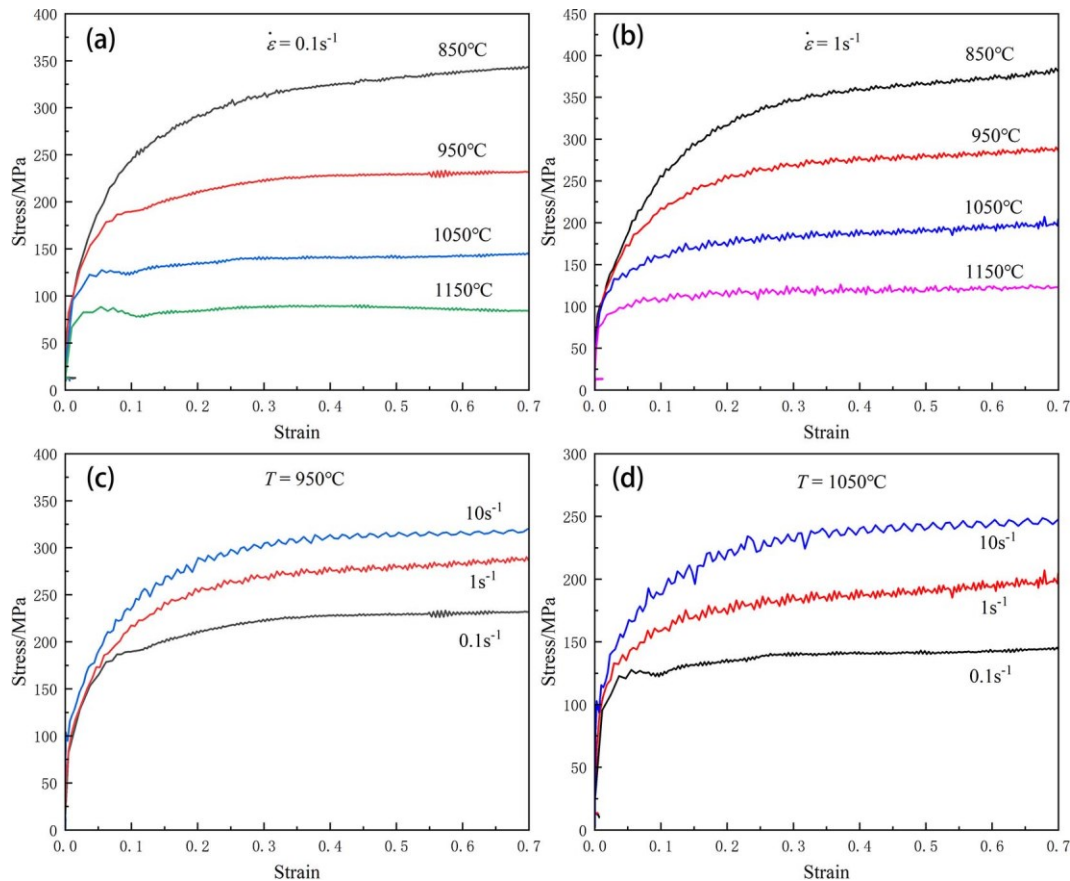 (a)
ε̇ = 0.1s⁻¹
850℃
950℃
1050℃
1150℃
Stress/MPa
400
350
300
250
200
150
100
50
0
0.0 0.1 0.2 0.3 0.4 0.5 0.6 0.7
Strain
(b)
ε̇ = 1s⁻¹
850℃
950℃
1050℃
1150℃
Stress/MPa
450
400
350
300
250
200
150
100
50
0
0.0 0.1 0.2 0.3 0.4 0.5 0.6 0.7
Strain
(c)
T = 950℃
10s⁻¹
1s⁻¹
0.1s⁻¹
Stress/MPa
400
350
300
250
200
150
100
50
0
0.0 0.1 0.2 0.3 0.4 0.5 0.6 0.7
Strain
(d)
T = 1050℃
10s⁻¹
1s⁻¹
0.1s⁻¹
Stress/MPa
300
250
200
150
100
50
0
0.0 0.1 0.2 0.3 0.4 0.5 0.6 0.7
Strain